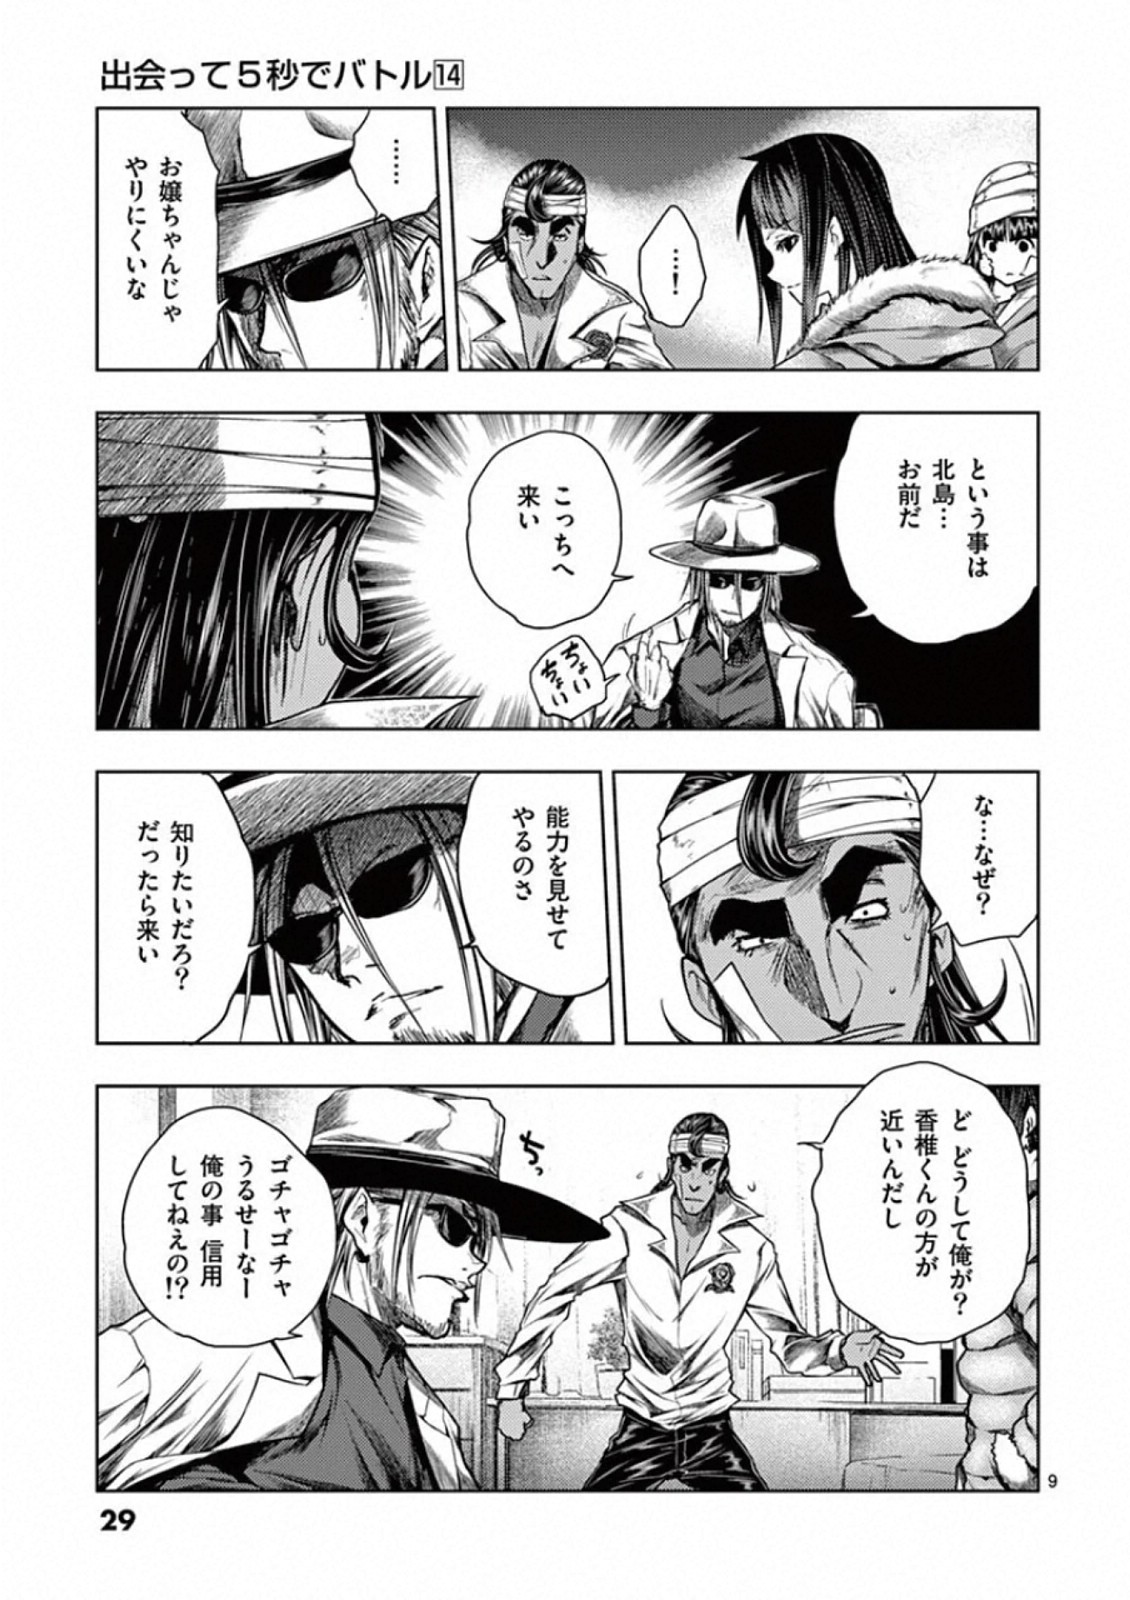 出会って5秒でバトル14
…!
……
お嬢ちゃんじゃ
やりにくいな
という事は
北島…
お前だ
こっちへ
来い
ちょい
ちょい
な…なぜ?
能力を見せて
やるのさ
知りたいだろ?
だったら来い
ど どうして俺が?
香椎くんの方が
近いんだし
ちっ
ゴチャゴチャ
うるせーなー
俺の事 信用
してねえの!?
9
29